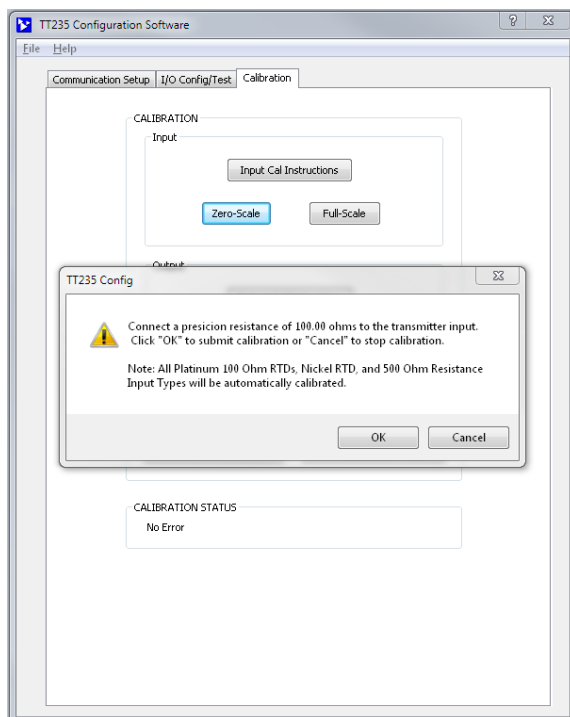 TT235 Configuration Software
File Help
Communication Setup I/O Config/Test Calibration
CALIBRATION
Input
Input Cal Instructions
Zero-Scale Full-Scale
Output
TT235 Config
Connect a presicion resistance of 100.00 ohms to the transmitter input.
Click "OK" to submit calibration or "Cancel" to stop calibration.
Note: All Platinum 100 Ohm RTDs, Nickel RTD, and 500 Ohm Resistance
Input Types will be automatically calibrated.
OK Cancel
CALIBRATION STATUS
No Error